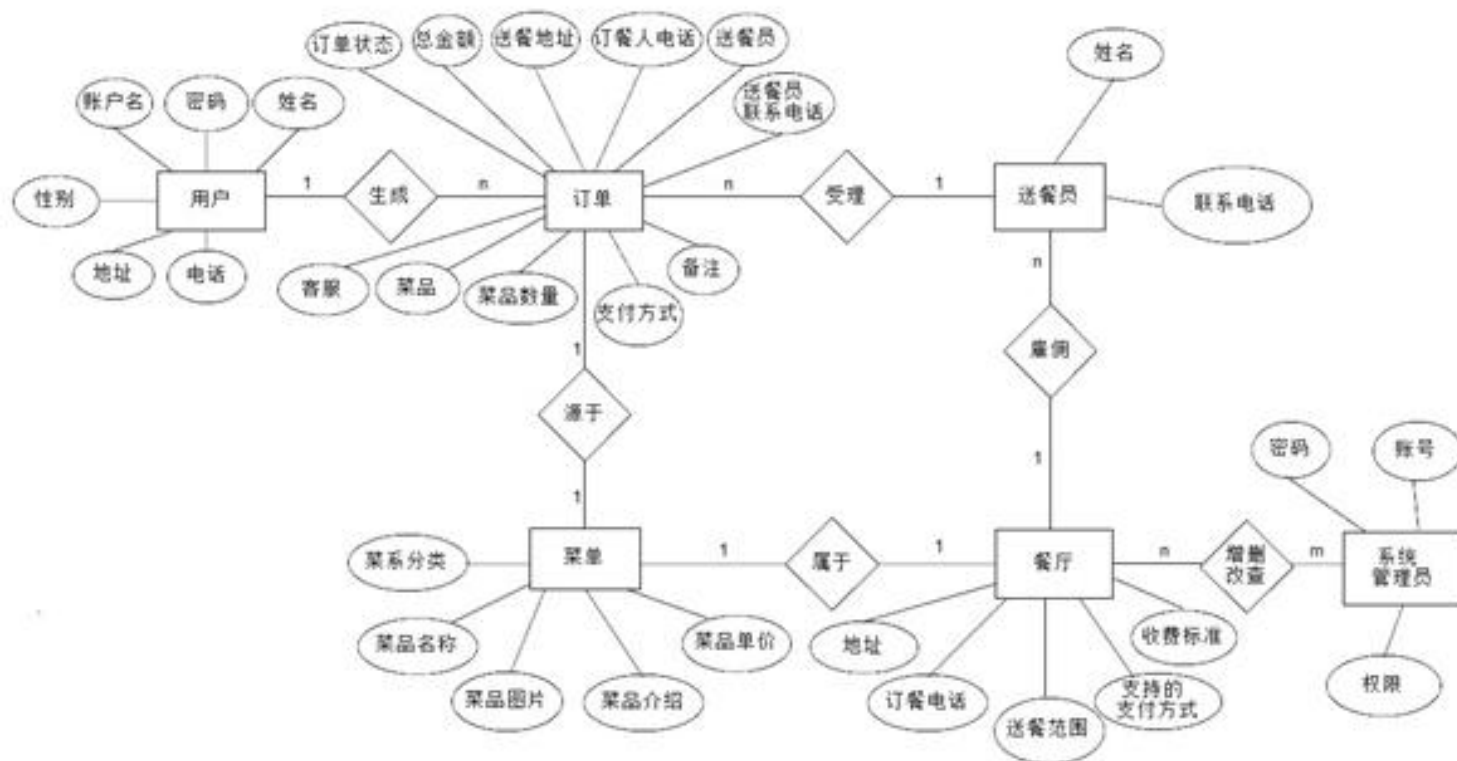 订单状态
总金额
送餐地址
订餐人电话
送餐员
姓名
账户名
密码
姓名
送餐员
联系电话
性别
用户
1
生成
n
订单
n
受理
1
送餐员
联系电话
地址
电话
客服
菜品
菜品数量
支付方式
备注
n
1
源于
雇佣
1
1
密码
账号
菜系分类
菜单
1
属于
1
餐厅
n
增删
改查
m
系统
管理员
菜品名称
菜品图片
菜品介绍
菜品单价
地址
订餐电话
送餐范围
支持的
支付方式
收费标准
权限